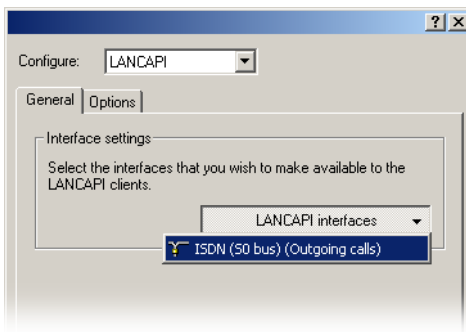 Configure: LANCAPI
General Options
Interface settings
Select the interfaces that you wish to make available to the
LANCAPI clients.
LANCAPI interfaces
ISDN (S0 bus) (Outgoing calls)